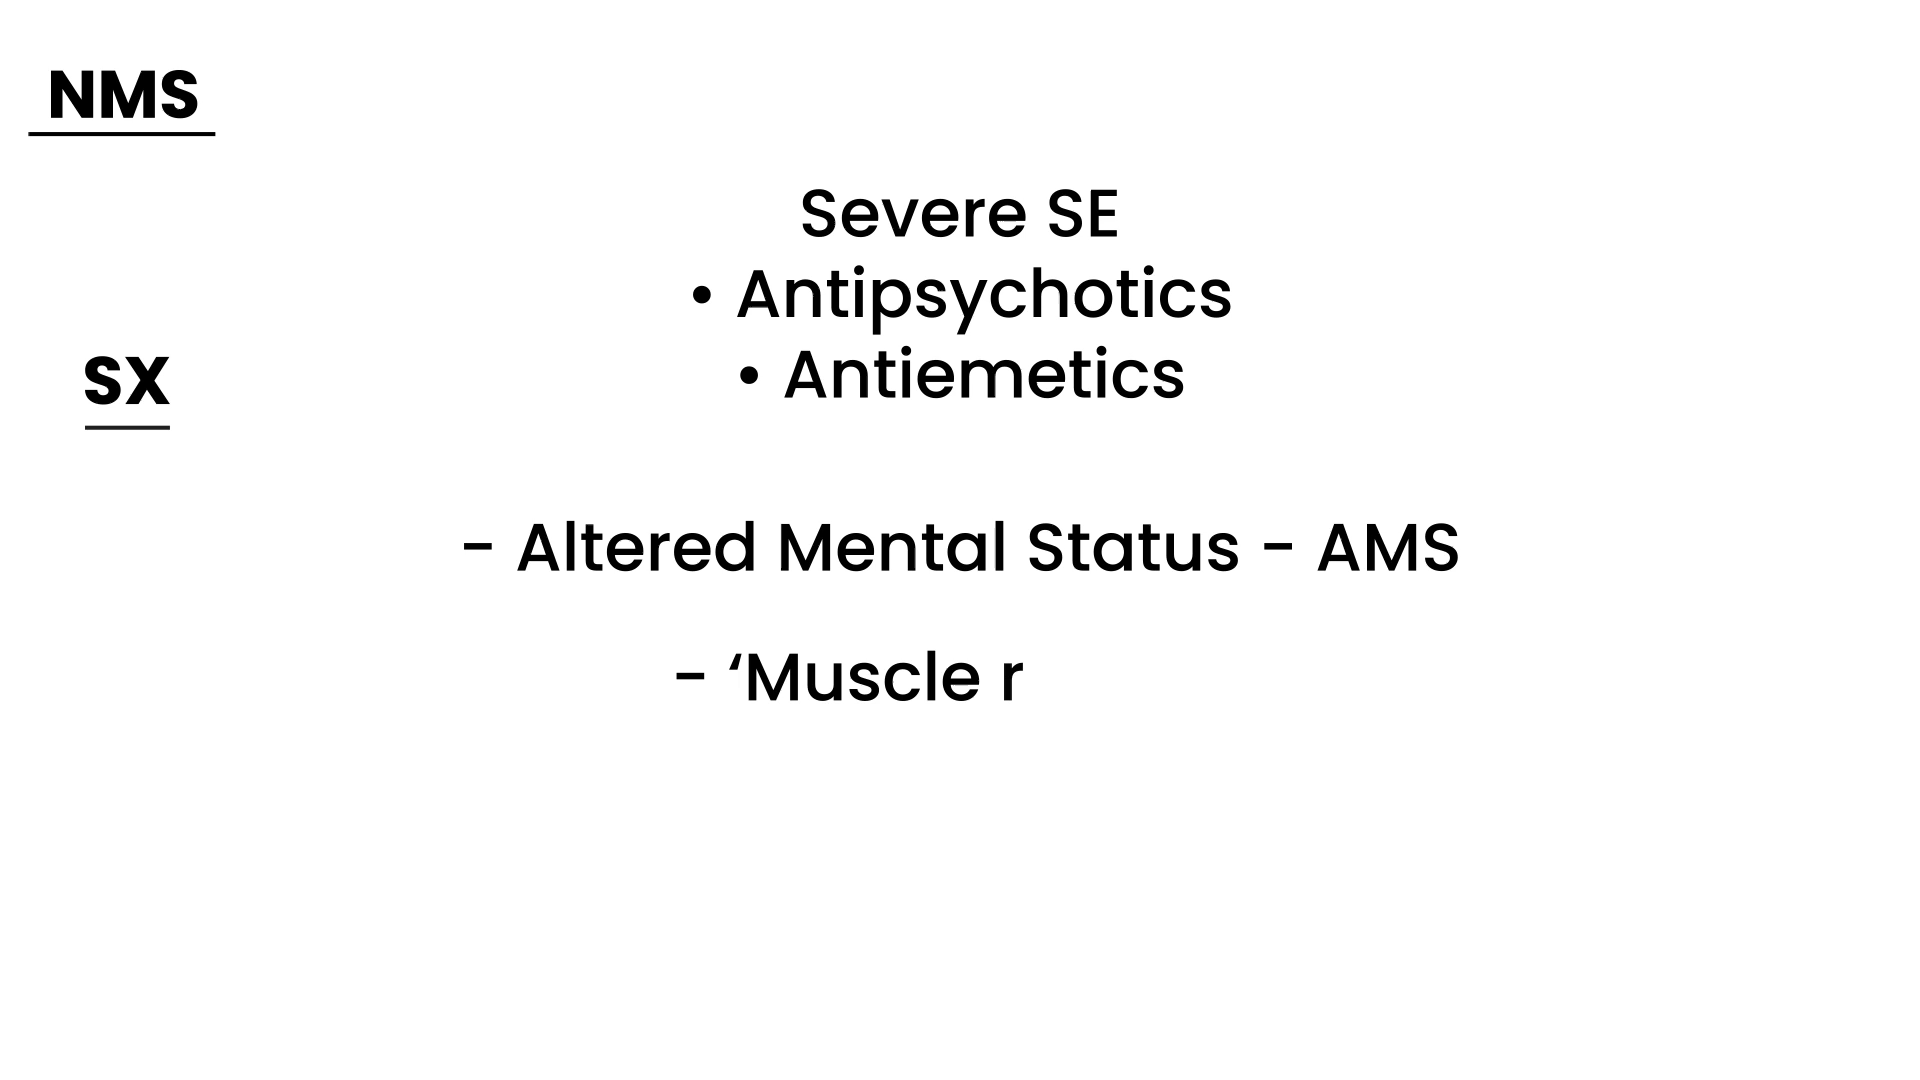 NMS
Severe SE
• Antipsychotics
• Antiemetics
SX
- Altered Mental Status - AMS
- ‘Muscle r